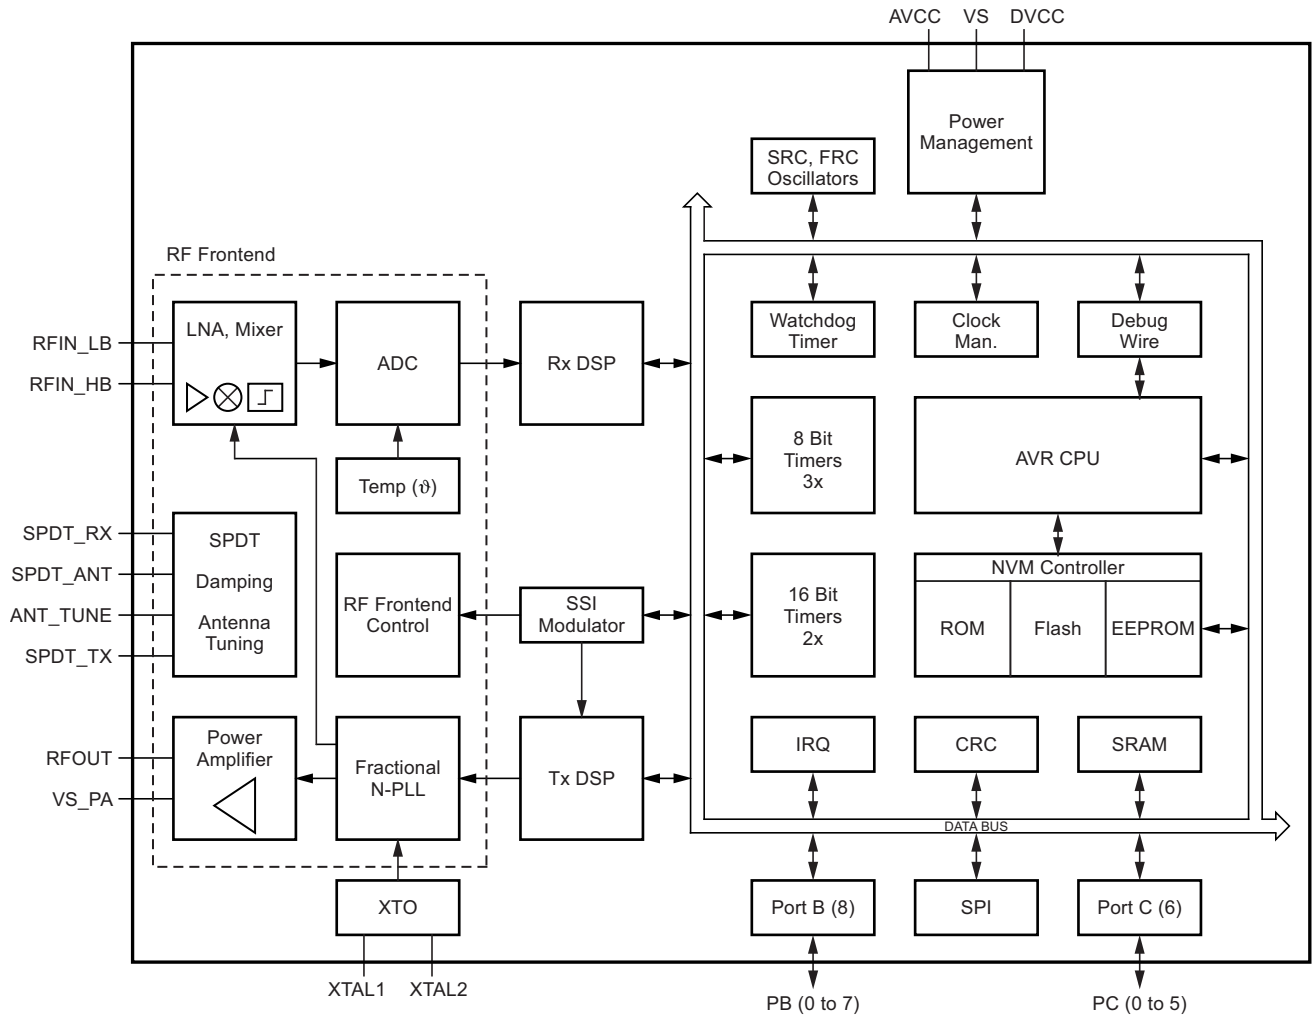 AVCC VS DVCC
Power
Management
SRC, FRC
Oscillators
RF Frontend
LNA, Mixer
ADC
Rx DSP
Watchdog
Timer
Clock
Man.
Debug
Wire
RFIN_LB
RFIN_HB
Temp (ϑ)
8 Bit
Timers
3x
AVR CPU
SPDT_RX
SPDT_ANT
ANT_TUNE
SPDT_TX
SPDT
Damping
Antenna
Tuning
RF Frontend
Control
SSI
Modulator
16 Bit
Timers
2x
NVM Controller
ROM
Flash
EEPROM
RFOUT
VS_PA
Power
Amplifier
Fractional
N-PLL
Tx DSP
IRQ
CRC
SRAM
DATA BUS
XTO
Port B (8)
SPI
Port C (6)
XTAL1
XTAL2
PB (0 to 7)
PC (0 to 5)